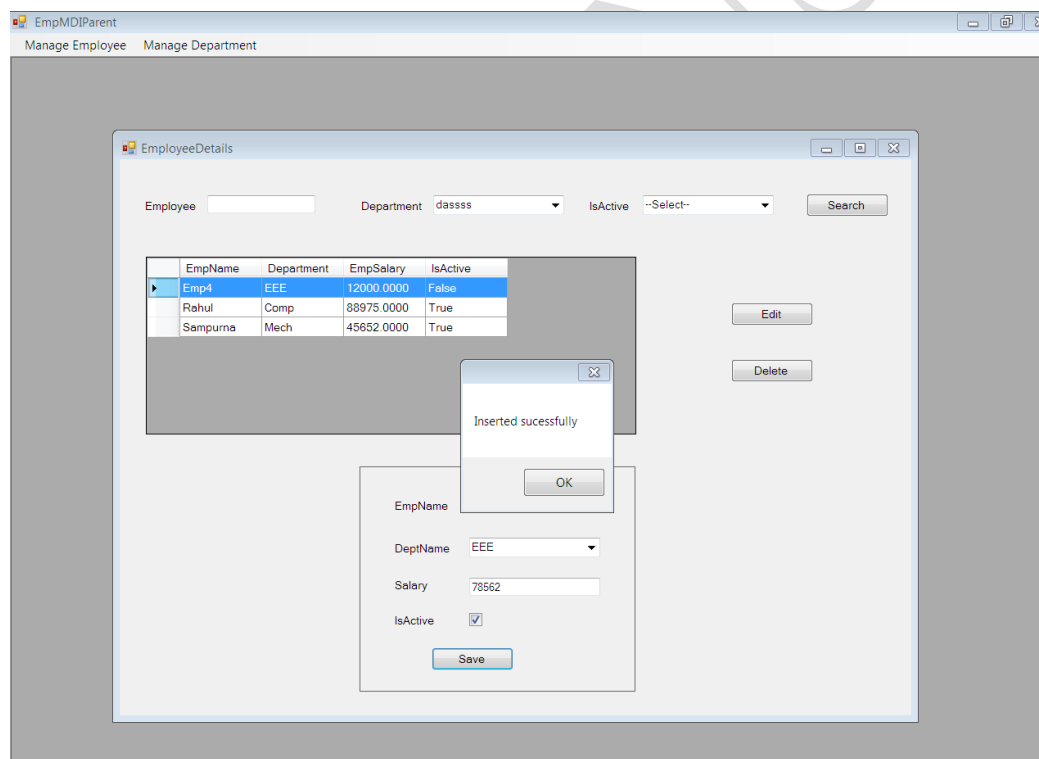 EmpMDIParent
Manage Employee Manage Department
EmployeeDetails
Employee Department dassss IsActive --Select-- Search
EmpName Department EmpSalary IsActive
Emp4 EEE 12000.0000 False
Rahul Comp 88975.0000 True
Sampurna Mech 45652.0000 True
Edit
Delete
Inserted sucessfully
OK
EmpName
DeptName EEE
Salary 78562
IsActive
Save